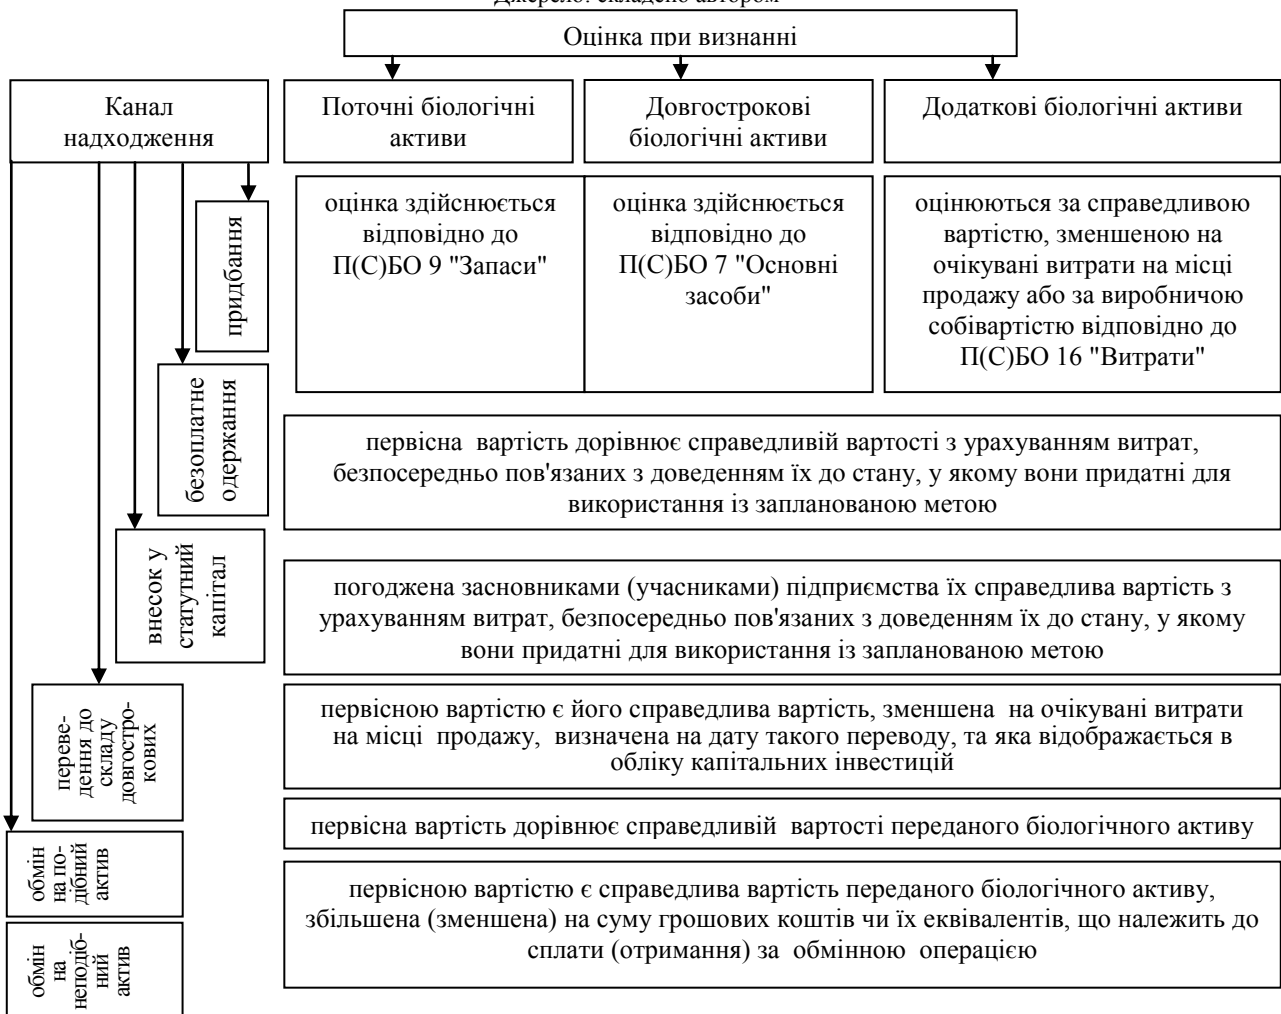 Джерело: складено автором
Оцінка при визнанні
Канал
надходження
Поточні біологічні
активи
Довгострокові
біологічні активи
Додаткові біологічні активи
придбання
оцінка здійснюється
відповідно до
П(С)БО 9 "Запаси"
оцінка здійснюється
відповідно до
П(С)БО 7 "Основні
засоби"
оцінюються за справедливою
вартістю, зменшеною на
очікувані витрати на місці
продажу або за виробничою
собівартістю відповідно до
П(С)БО 16 "Витрати"
безоплатне
одержання
первісна вартість дорівнює справедливій вартості з урахуванням витрат,
безпосередньо пов'язаних з доведенням їх до стану, у якому вони придатні для
використання із запланованою метою
внесок у
статутний
капітал
погоджена засновниками (учасниками) підприємства їх справедлива вартість з
урахуванням витрат, безпосередньо пов'язаних з доведенням їх до стану, у якому
вони придатні для використання із запланованою метою
переве-
дення до
складу
довгостро-
кових
первісною вартістю є його справедлива вартість, зменшена на очікувані витрати
на місці продажу, визначена на дату такого переводу, та яка відображається в
обліку капітальних інвестицій
обмін
на по-
дібний
актив
первісна вартість дорівнює справедливій вартості переданого біологічного активу
обмін
на
неподіб-
ний
актив
первісною вартістю є справедлива вартість переданого біологічного активу,
збільшена (зменшена) на суму грошових коштів чи їх еквівалентів, що належить до
сплати (отримання) за обмінною операцією